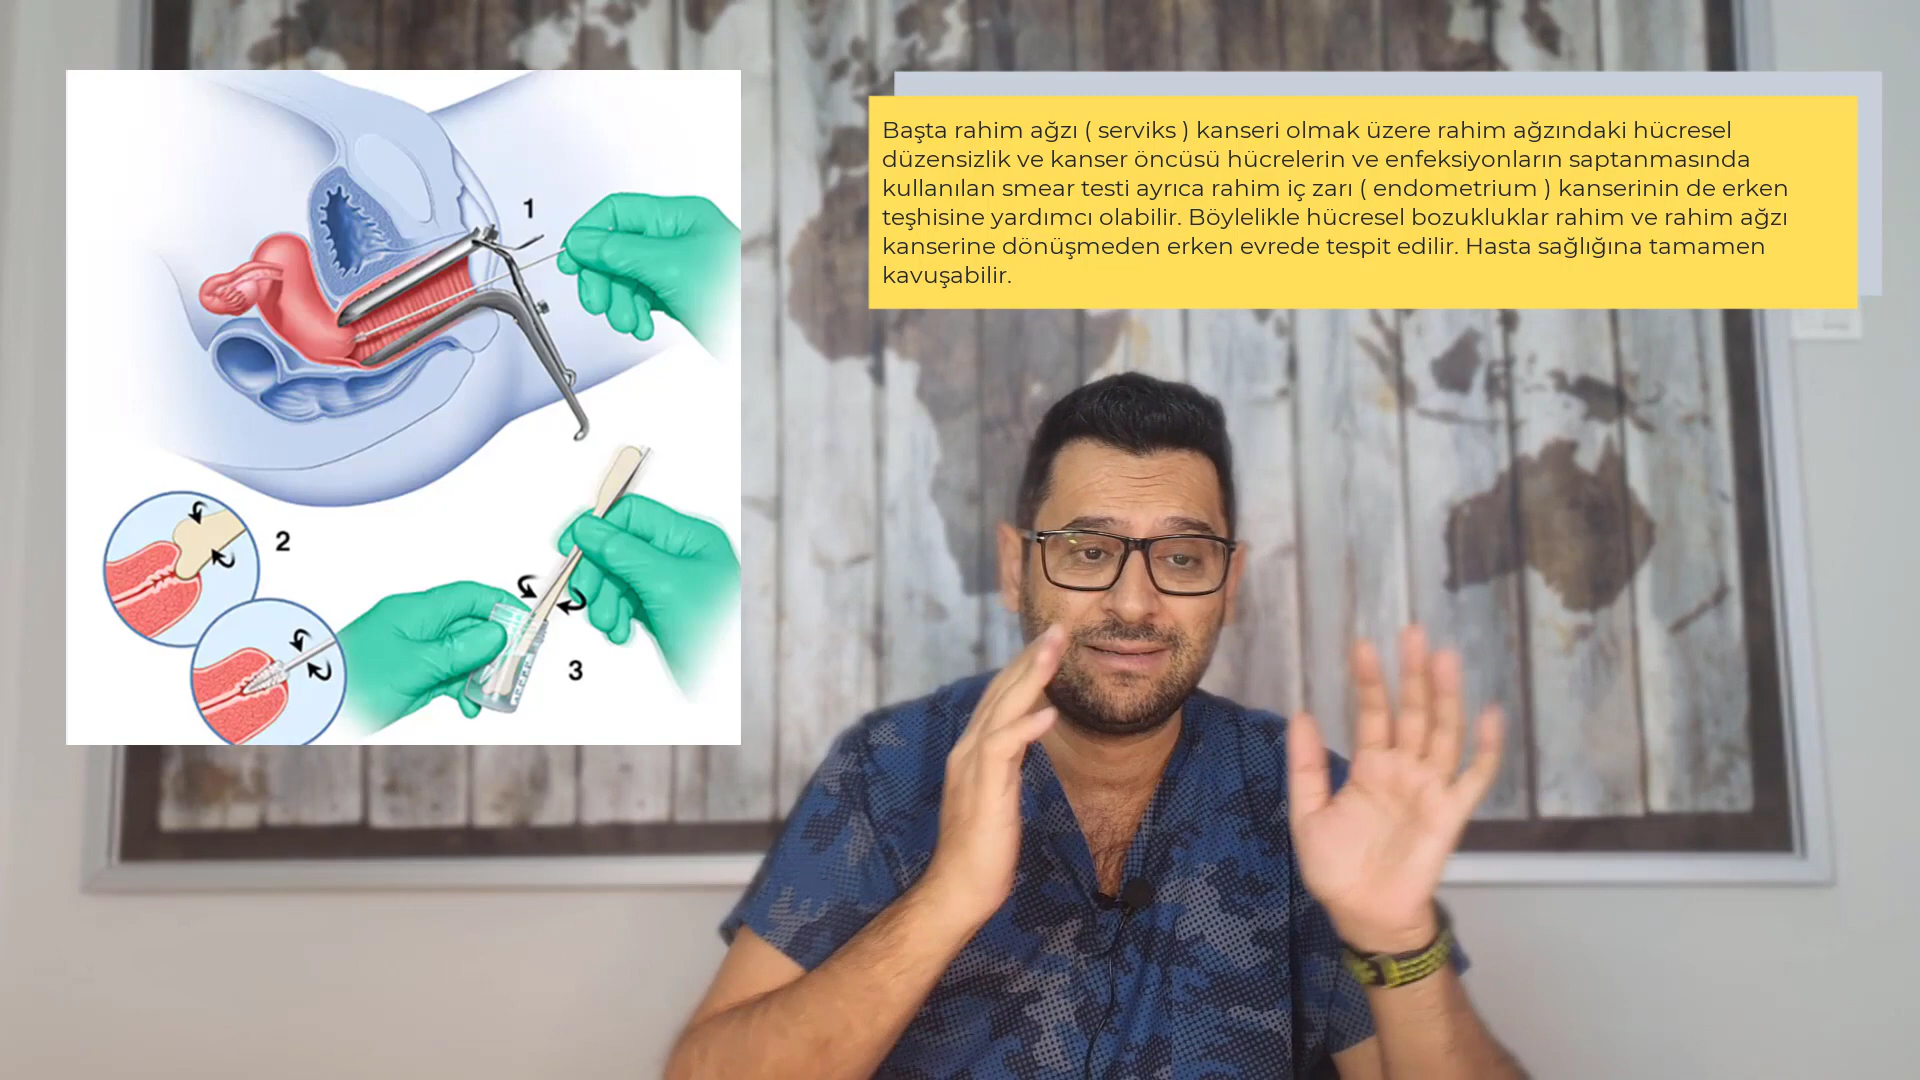 1
2
3
Başta rahim ağzı ( serviks ) kanseri olmak üzere rahim ağzındaki hücresel
düzensizlik ve kanser öncüsü hücrelerin ve enfeksiyonların saptanmasında
kullanılan smear testi ayrıca rahim iç zarı ( endometrium ) kanserinin de erken
teşhisine yardımcı olabilir. Böylelikle hücresel bozukluklar rahim ve rahim ağzı
kanserine dönüşmeden erken evrede tespit edilir. Hasta sağlığına tamamen
kavuşabilir.